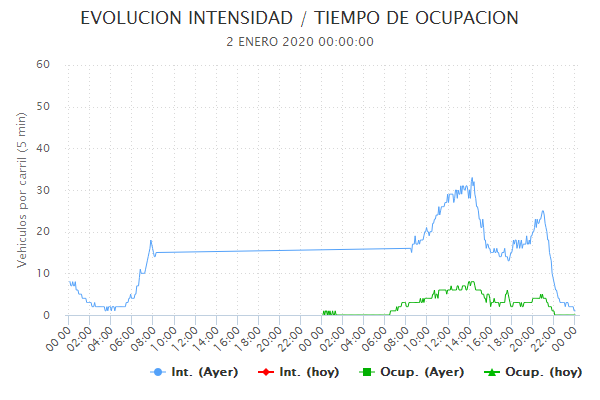 EVOLUCION INTENSIDAD / TIEMPO DE OCUPACION
2 ENERO 2020 00:00:00
Vehiculos por carril (5 min)
60
50
40
30
20
10
0
00:00 02:00 04:00 06:00 08:00 10:00 12:00 14:00 16:00 18:00 20:00 22:00 00:00 02:00 04:00 06:00 08:00 10:00 12:00 14:00 16:00 18:00 20:00 22:00 00:00
Int. (Ayer) Int. (hoy) Ocup. (Ayer) Ocup. (hoy)